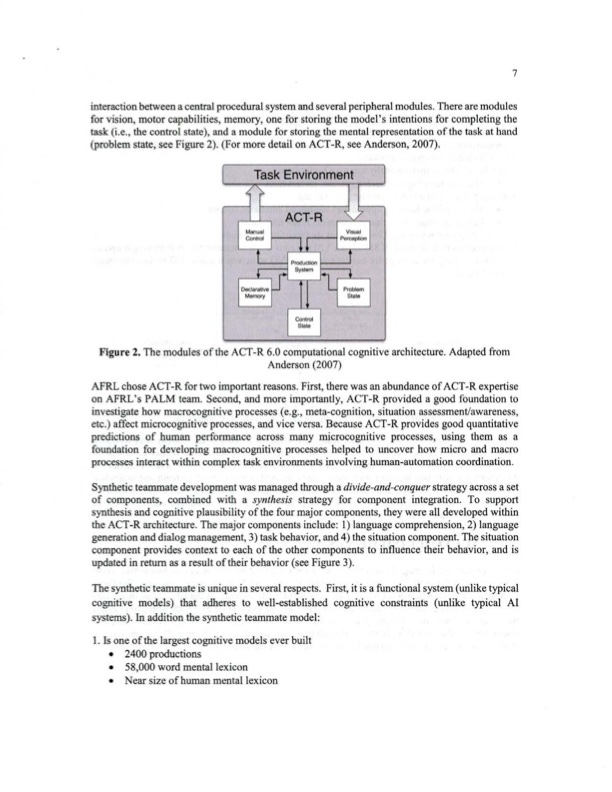 7
interaction between a central procedural system and several peripheral modules. There are modules
for vision, motor capabilities, memory, one for storing the model's intentions for completing the
task (i.e., the control state), and a module for storing the mental representation of the task at hand
(problem state, see Figure 2). (For more detail on ACT-R, see Anderson, 2007).
Task Environment
ACT-R
Manual
Control
Visual
Perception
Production
System
Declarative
Memory
Problem
State
Control
State
Figure 2. The modules of the ACT-R 6.0 computational cognitive architecture. Adapted from
Anderson (2007)
AFRL chose ACT-R for two important reasons. First, there was an abundance of ACT-R expertise
on AFRL's PALM team. Second, and more importantly, ACT-R provided a good foundation to
investigate how macrocognitive processes (e.g., meta-cognition, situation assessment/awareness,
etc.) affect microcognitive processes, and vice versa. Because ACT-R provides good quantitative
predictions of human performance across many microcognitive processes, using them as a
foundation for developing macrocognitive processes helped to uncover how micro and macro
processes interact within complex task environments involving human-automation coordination.
Synthetic teammate development was managed through a divide-and-conquer strategy across a set
of components, combined with a synthesis strategy for component integration. To support
synthesis and cognitive plausibility of the four major components, they were all developed within
the ACT-R architecture. The major components include: 1) language comprehension, 2) language
generation and dialog management, 3) task behavior, and 4) the situation component. The situation
component provides context to each of the other components to influence their behavior, and is
updated in return as a result of their behavior (see Figure 3).
The synthetic teammate is unique in several respects. First, it is a functional system (unlike typical
cognitive models) that adheres to well-established cognitive constraints (unlike typical AI
systems). In addition the synthetic teammate model:
1. Is one of the largest cognitive models ever built
• 2400 productions
• 58,000 word mental lexicon
• Near size of human mental lexicon